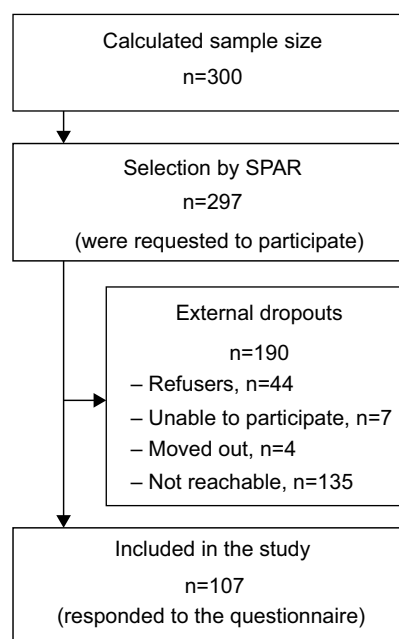 Calculated sample size
n=300
Selection by SPAR
n=297
(were requested to participate)
External dropouts
n=190
– Refusers, n=44
– Unable to participate, n=7
– Moved out, n=4
– Not reachable, n=135
Included in the study
n=107
(responded to the questionnaire)